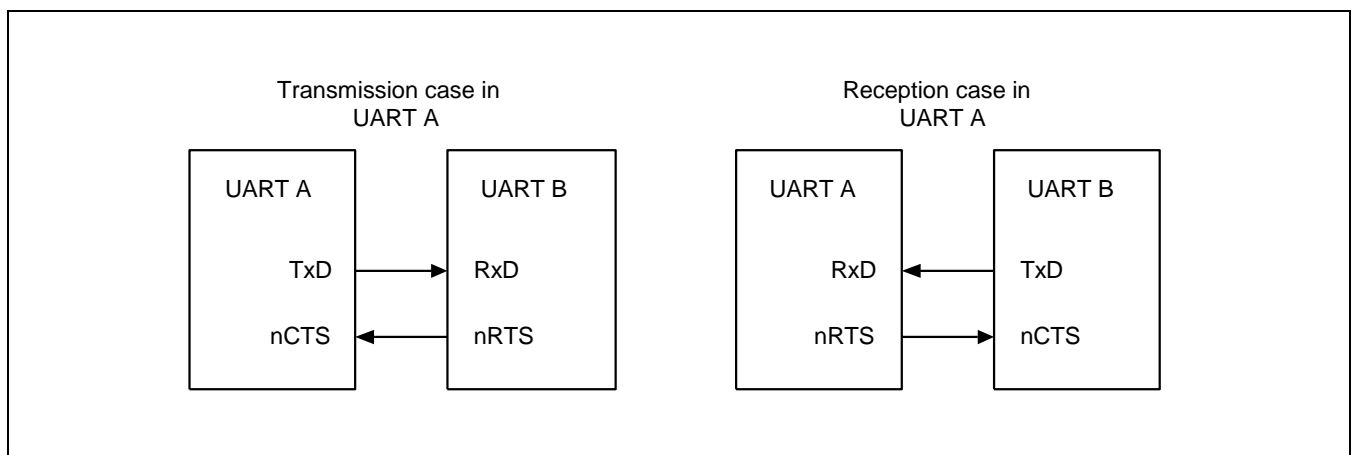 Transmission case in
UART A
UART A
UART B
TxD
RxD
nCTS
nRTS
Reception case in
UART A
UART A
UART B
RxD
TxD
nRTS
nCTS